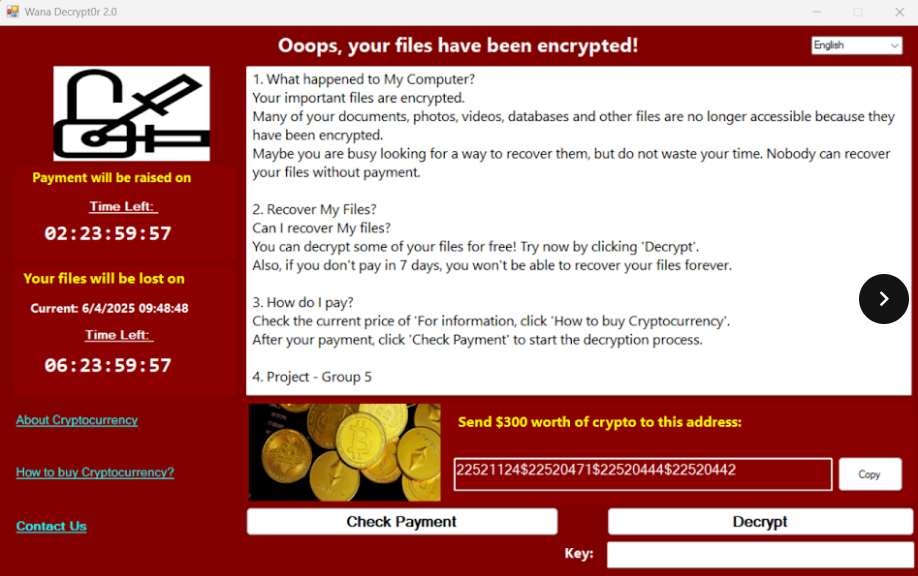 Wana Decrypt0r 2.0
Ooops, your files have been encrypted!
English
1. What happened to My Computer?
Your important files are encrypted.
Many of your documents, photos, videos, databases and other files are no longer accessible because they
have been encrypted.
Maybe you are busy looking for a way to recover them, but do not waste your time. Nobody can recover
your files without payment.
2. Recover My Files?
Can I recover My files?
You can decrypt some of your files for free! Try now by clicking 'Decrypt'.
Also, if you don't pay in 7 days, you won't be able to recover your files forever.
3. How do I pay?
Check the current price of 'For information, click 'How to buy Cryptocurrency'.
After your payment, click 'Check Payment' to start the decryption process.
4. Project - Group 5
Payment will be raised on
Time Left:
02:23:59:57
Your files will be lost on
Current: 6/4/2025 09:48:48
Time Left:
06:23:59:57
About Cryptocurrency
How to buy Cryptocurrency?
Contact Us
Send $300 worth of crypto to this address:
22521124$22520471$22520444$22520442
Copy
Check Payment
Decrypt
Key: